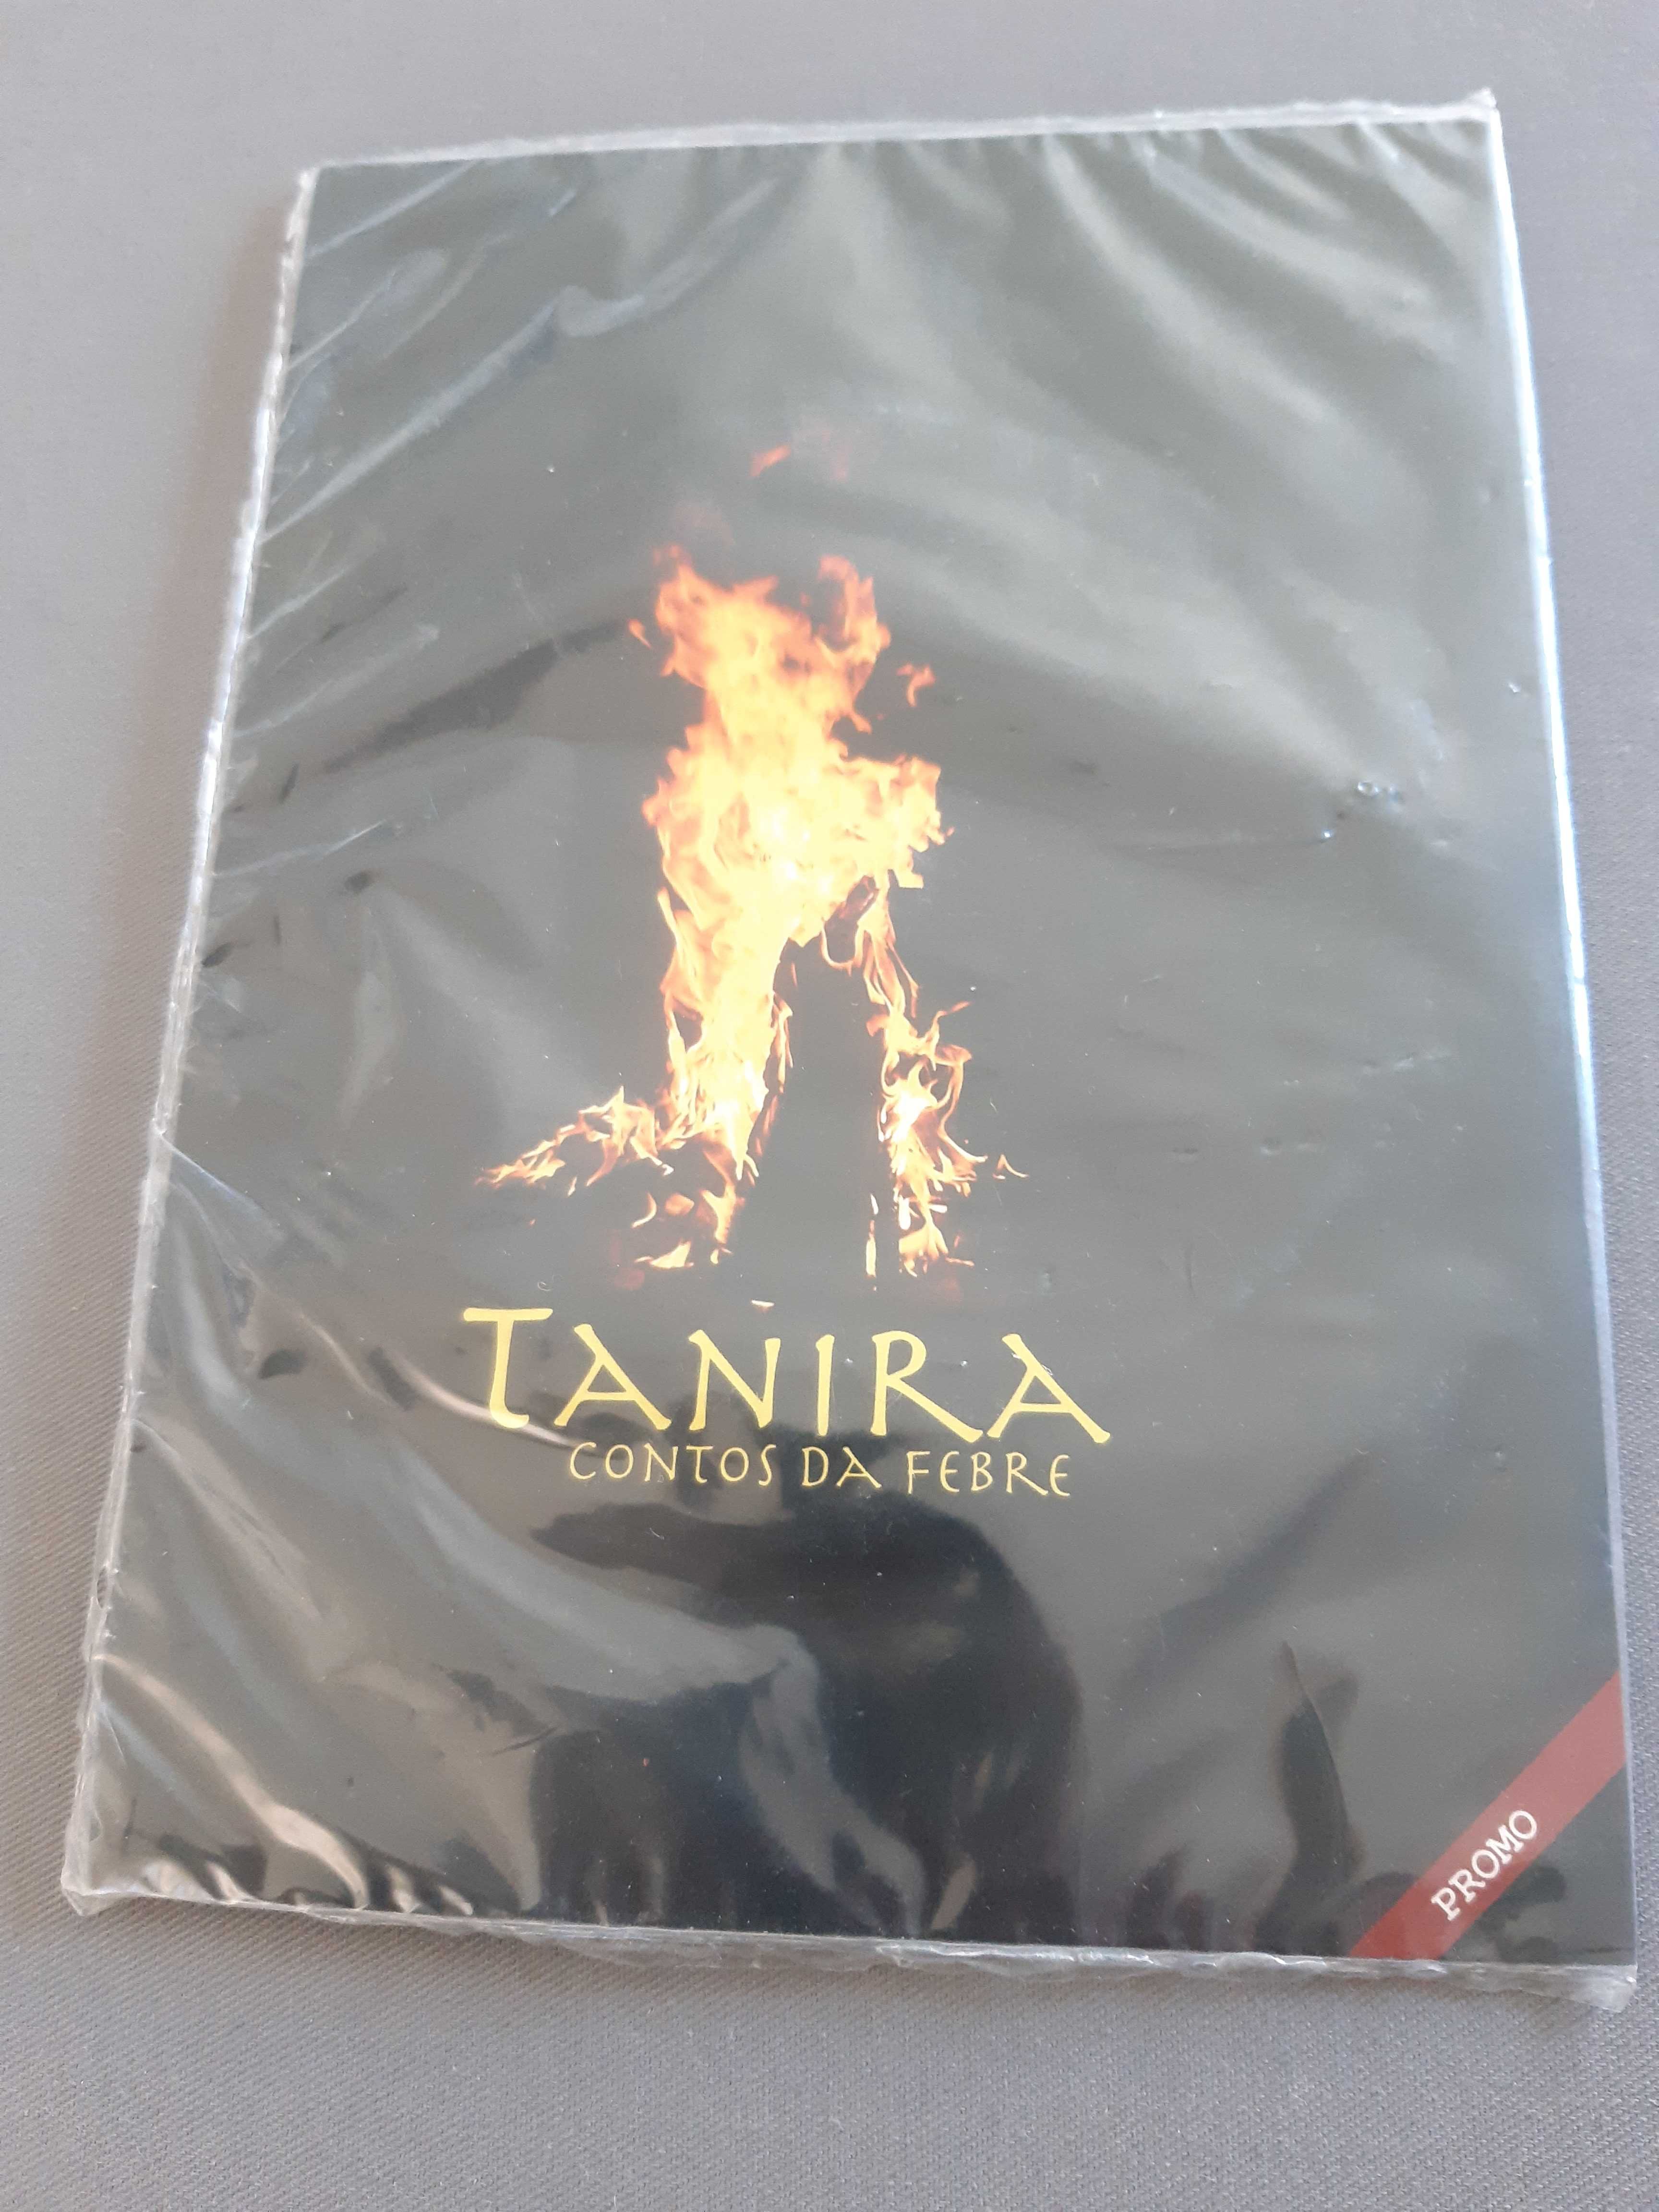 TANIRA
CONTOS DA FEBRE
PROMO